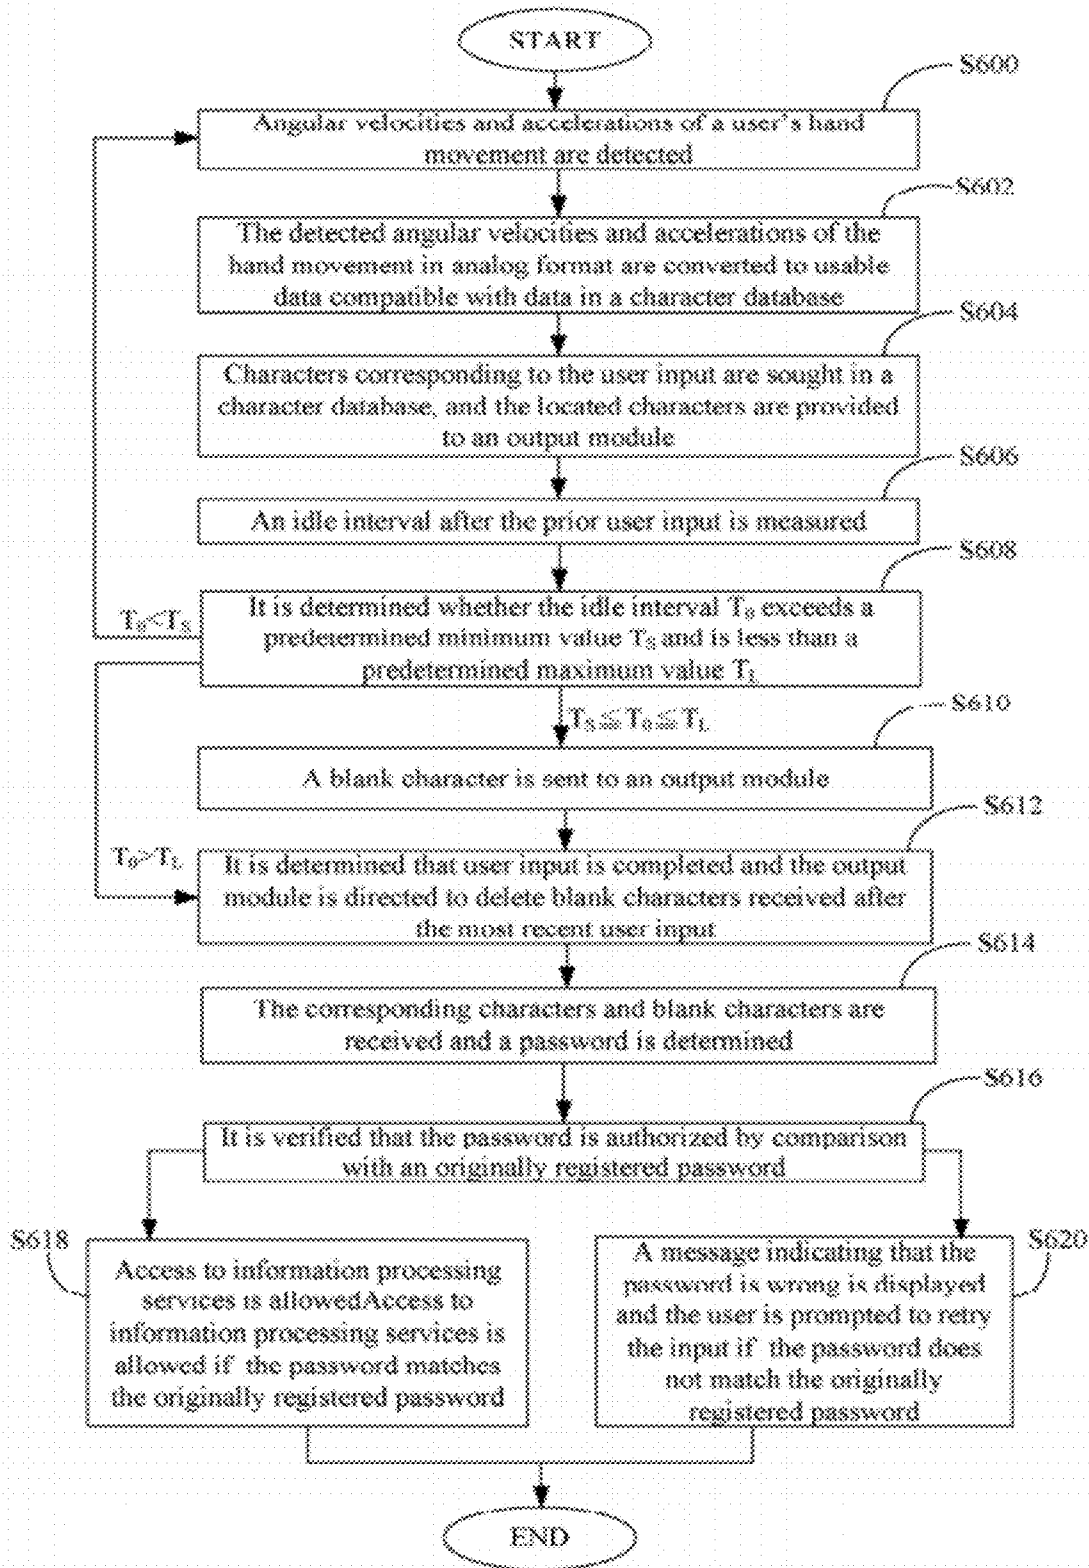 START
S600
Angular velocities and accelerations of a user's hand
movement are detected
S602
The detected angular velocities and accelerations of the
hand movement in analog format are converted to usable
data compatible with data in a character database
S604
Characters corresponding to the user input are sought in a
character database, and the located characters are provided
to an output module
S606
An idle interval after the prior user input is measured
S608
It is determined whether the idle interval T₀ exceeds a
predetermined minimum value Tₛ and is less than a
predetermined maximum value T_L
T₀<Tₛ
Tₛ≦T₀≦T_L
S610
A blank character is sent to an output module
S612
T₀>T_L
It is determined that user input is completed and the output
module is directed to delete blank characters received after
the most recent user input
S614
The corresponding characters and blank characters are
received and a password is determined
S616
It is verified that the password is authorized by comparison
with an originally registered password
S618
Access to information processing
services is allowedAccess to
information processing services is
allowed if the password matches
the originally registered password
S620
A message indicating that the
password is wrong is displayed
and the user is prompted to retry
the input if the password does
not match the originally
registered password
END